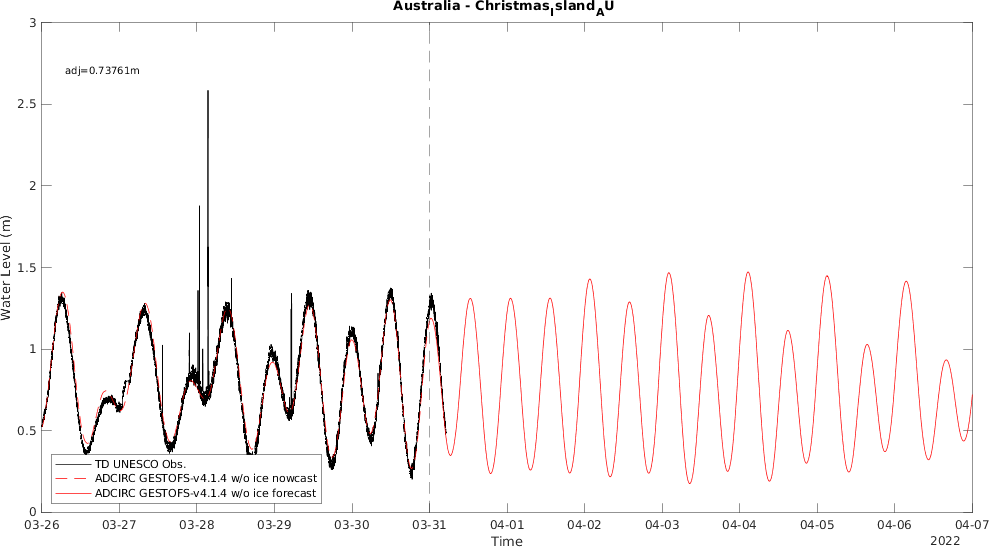 Australia - Christmas_Island_AU
3
adj=0.73761m
2.5
2
1.5
1
0.5
0
Water Level (m)
TD UNESCO Obs.
ADCIRC GESTOFS-v4.1.4 w/o ice nowcast
ADCIRC GESTOFS-v4.1.4 w/o ice forecast
03-26 03-27 03-28 03-29 03-30 03-31 04-01 04-02 04-03 04-04 04-05 04-06 04-07
Time
2022